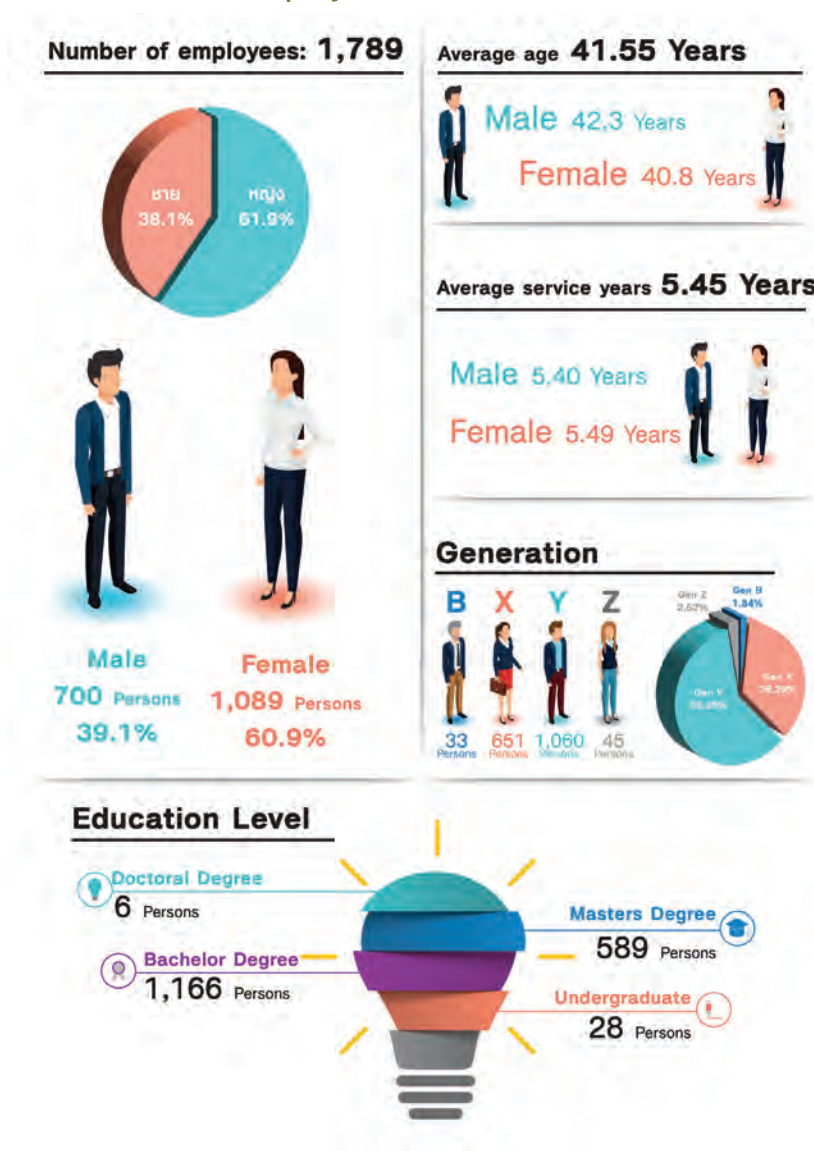 Number of employees: 1,789
ชาย
38.1%
หญิง
61.9%
Male
700 Persons
39.1%
Female
1,089 Persons
60.9%
Average age 41.55 Years
Male 42.3 Years
Female 40.8 Years
Average service years 5.45 Years
Male 5.40 Years
Female 5.49 Years
Generation
B X Y Z
33
Persons
651
Persons
1,060
Persons
45
Persons
Gen Z
2.52%
Gen B
1.84%
Gen X
Gen Y
Education Level
Doctoral Degree
6 Persons
Masters Degree
589 Persons
Bachelor Degree
1,166 Persons
Undergraduate
28 Persons